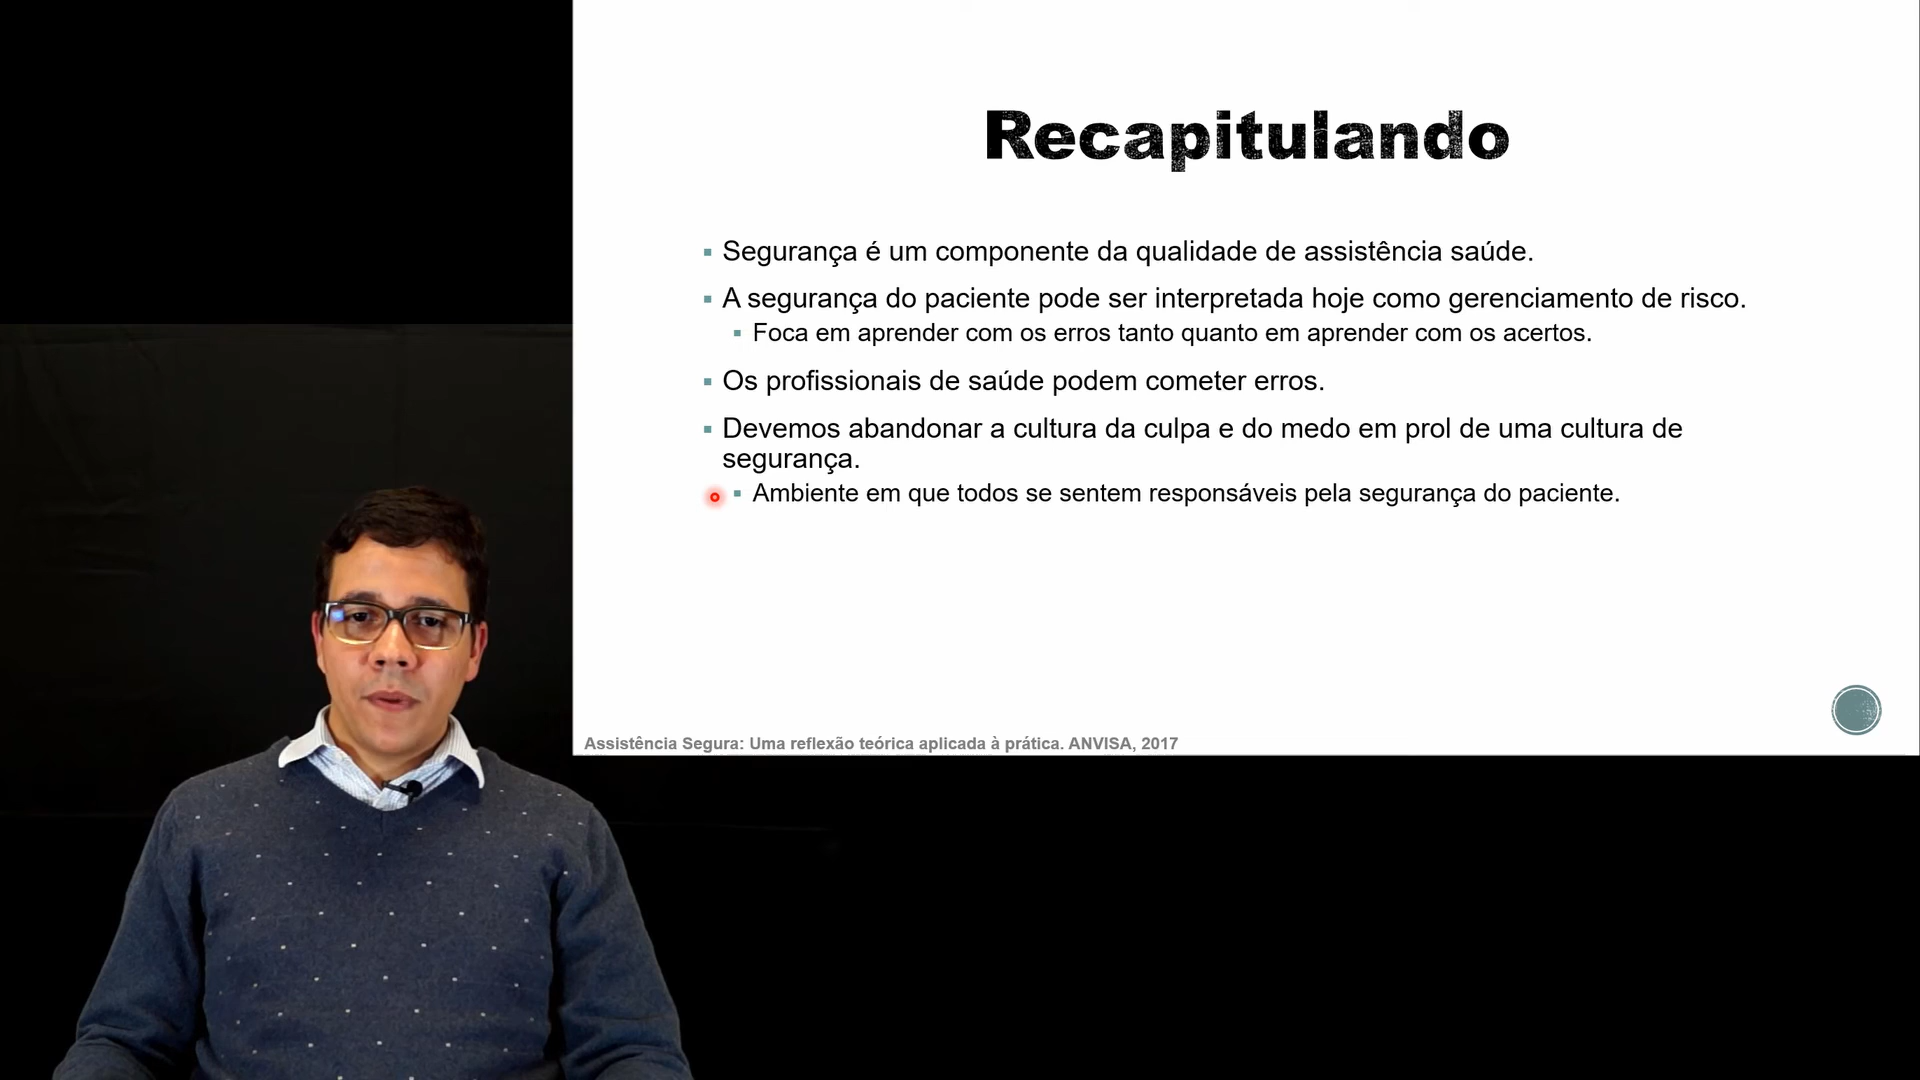 Recapitulando
Segurança é um componente da qualidade de assistência saúde.
A segurança do paciente pode ser interpretada hoje como gerenciamento de risco.
Foca em aprender com os erros tanto quanto em aprender com os acertos.
Os profissionais de saúde podem cometer erros.
Devemos abandonar a cultura da culpa e do medo em prol de uma cultura de
segurança.
Ambiente em que todos se sentem responsáveis pela segurança do paciente.
Assistência Segura: Uma reflexão teórica aplicada à prática. ANVISA, 2017